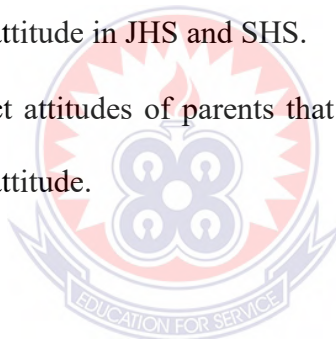 attitude in JHS and SHS.
ct attitudes of parents that
attitude.
EDUCATION FOR SERVICE